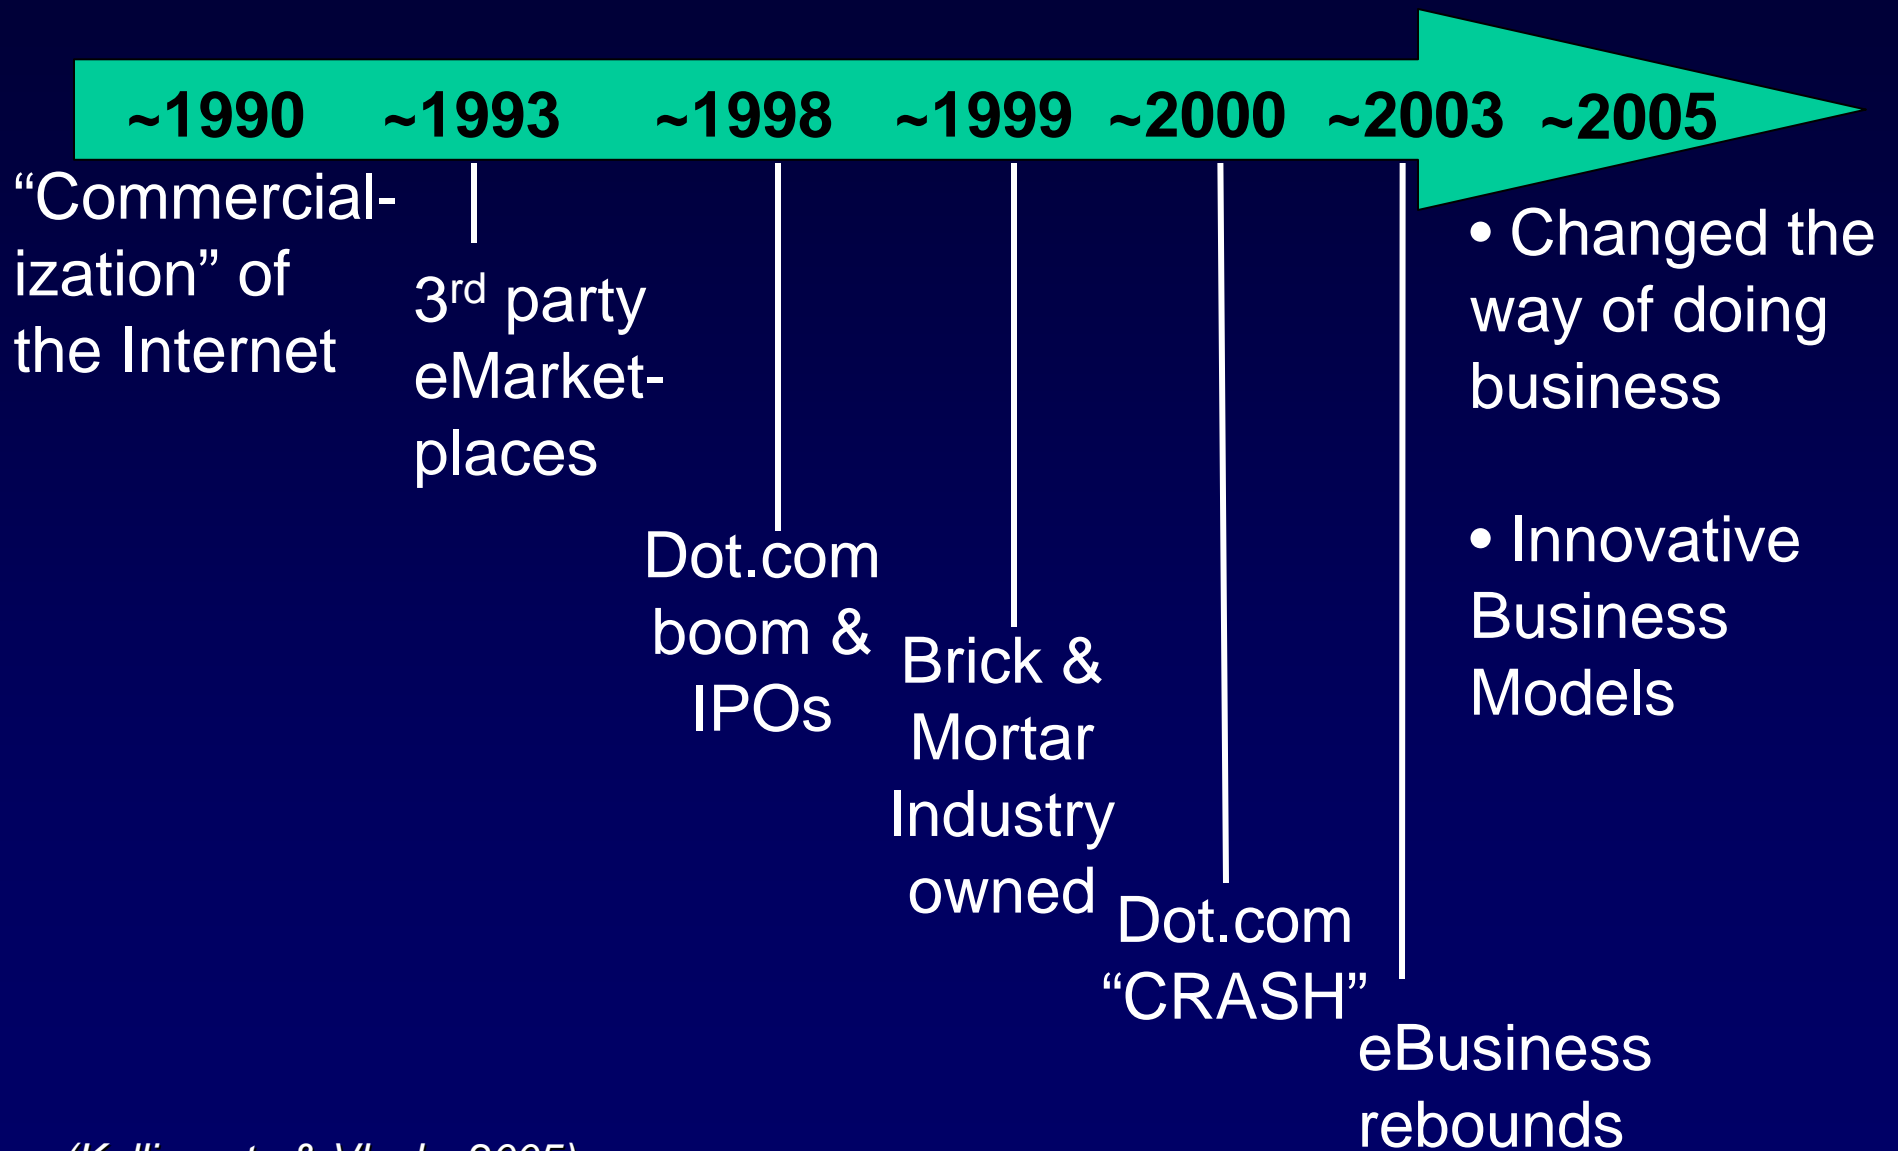 ~1990 ~1993 ~1998 ~1999 ~2000 ~2003 ~2005
“Commercial-
ization” of
the Internet
3rd party
eMarket-
places
Dot.com
boom &
IPOs
Brick &
Mortar
Industry
owned
Dot.com
“CRASH”
eBusiness
rebounds
• Changed the
way of doing
business
• Innovative
Business
Models
& 2005)